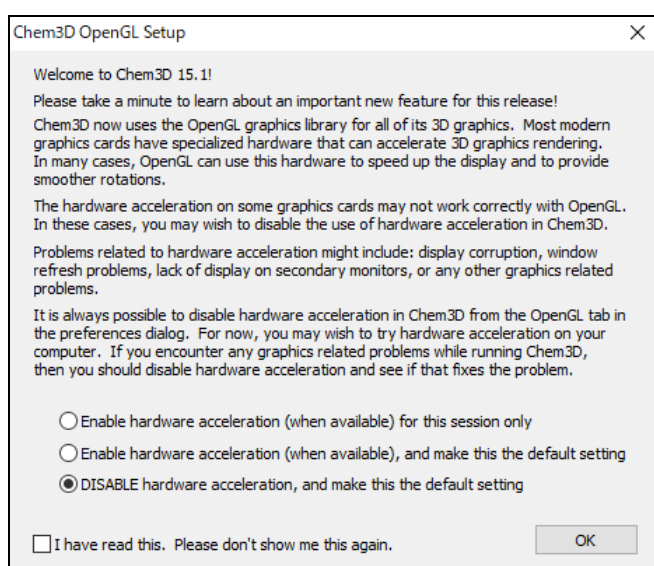 Chem3D OpenGL Setup
Welcome to Chem3D 15.1!
Please take a minute to learn about an important new feature for this release!
Chem3D now uses the OpenGL graphics library for all of its 3D graphics.  Most modern
graphics cards have specialized hardware that can accelerate 3D graphics rendering.
In many cases, OpenGL can use this hardware to speed up the display and to provide
smoother rotations.
The hardware acceleration on some graphics cards may not work correctly with OpenGL.
In these cases, you may wish to disable the use of hardware acceleration in Chem3D.
Problems related to hardware acceleration might include: display corruption, window
refresh problems, lack of display on secondary monitors, or any other graphics related
problems.
It is always possible to disable hardware acceleration in Chem3D from the OpenGL tab in
the preferences dialog.  For now, you may wish to try hardware acceleration on your
computer.  If you encounter any graphics related problems while running Chem3D,
then you should disable hardware acceleration and see if that fixes the problem.
Enable hardware acceleration (when available) for this session only
Enable hardware acceleration (when available), and make this the default setting
DISABLE hardware acceleration, and make this the default setting
I have read this.  Please don't show me this again.
OK